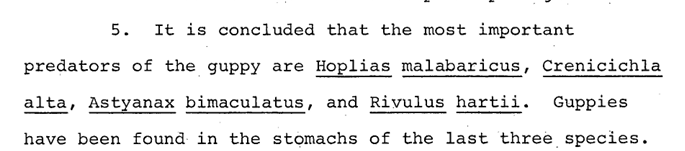 5. It is concluded that the most important
predators of the guppy are Hoplias malabaricus, Crenicichla
alta, Astyanax bimaculatus, and Rivulus hartii. Guppies
have been found in the stomachs of the last three species.